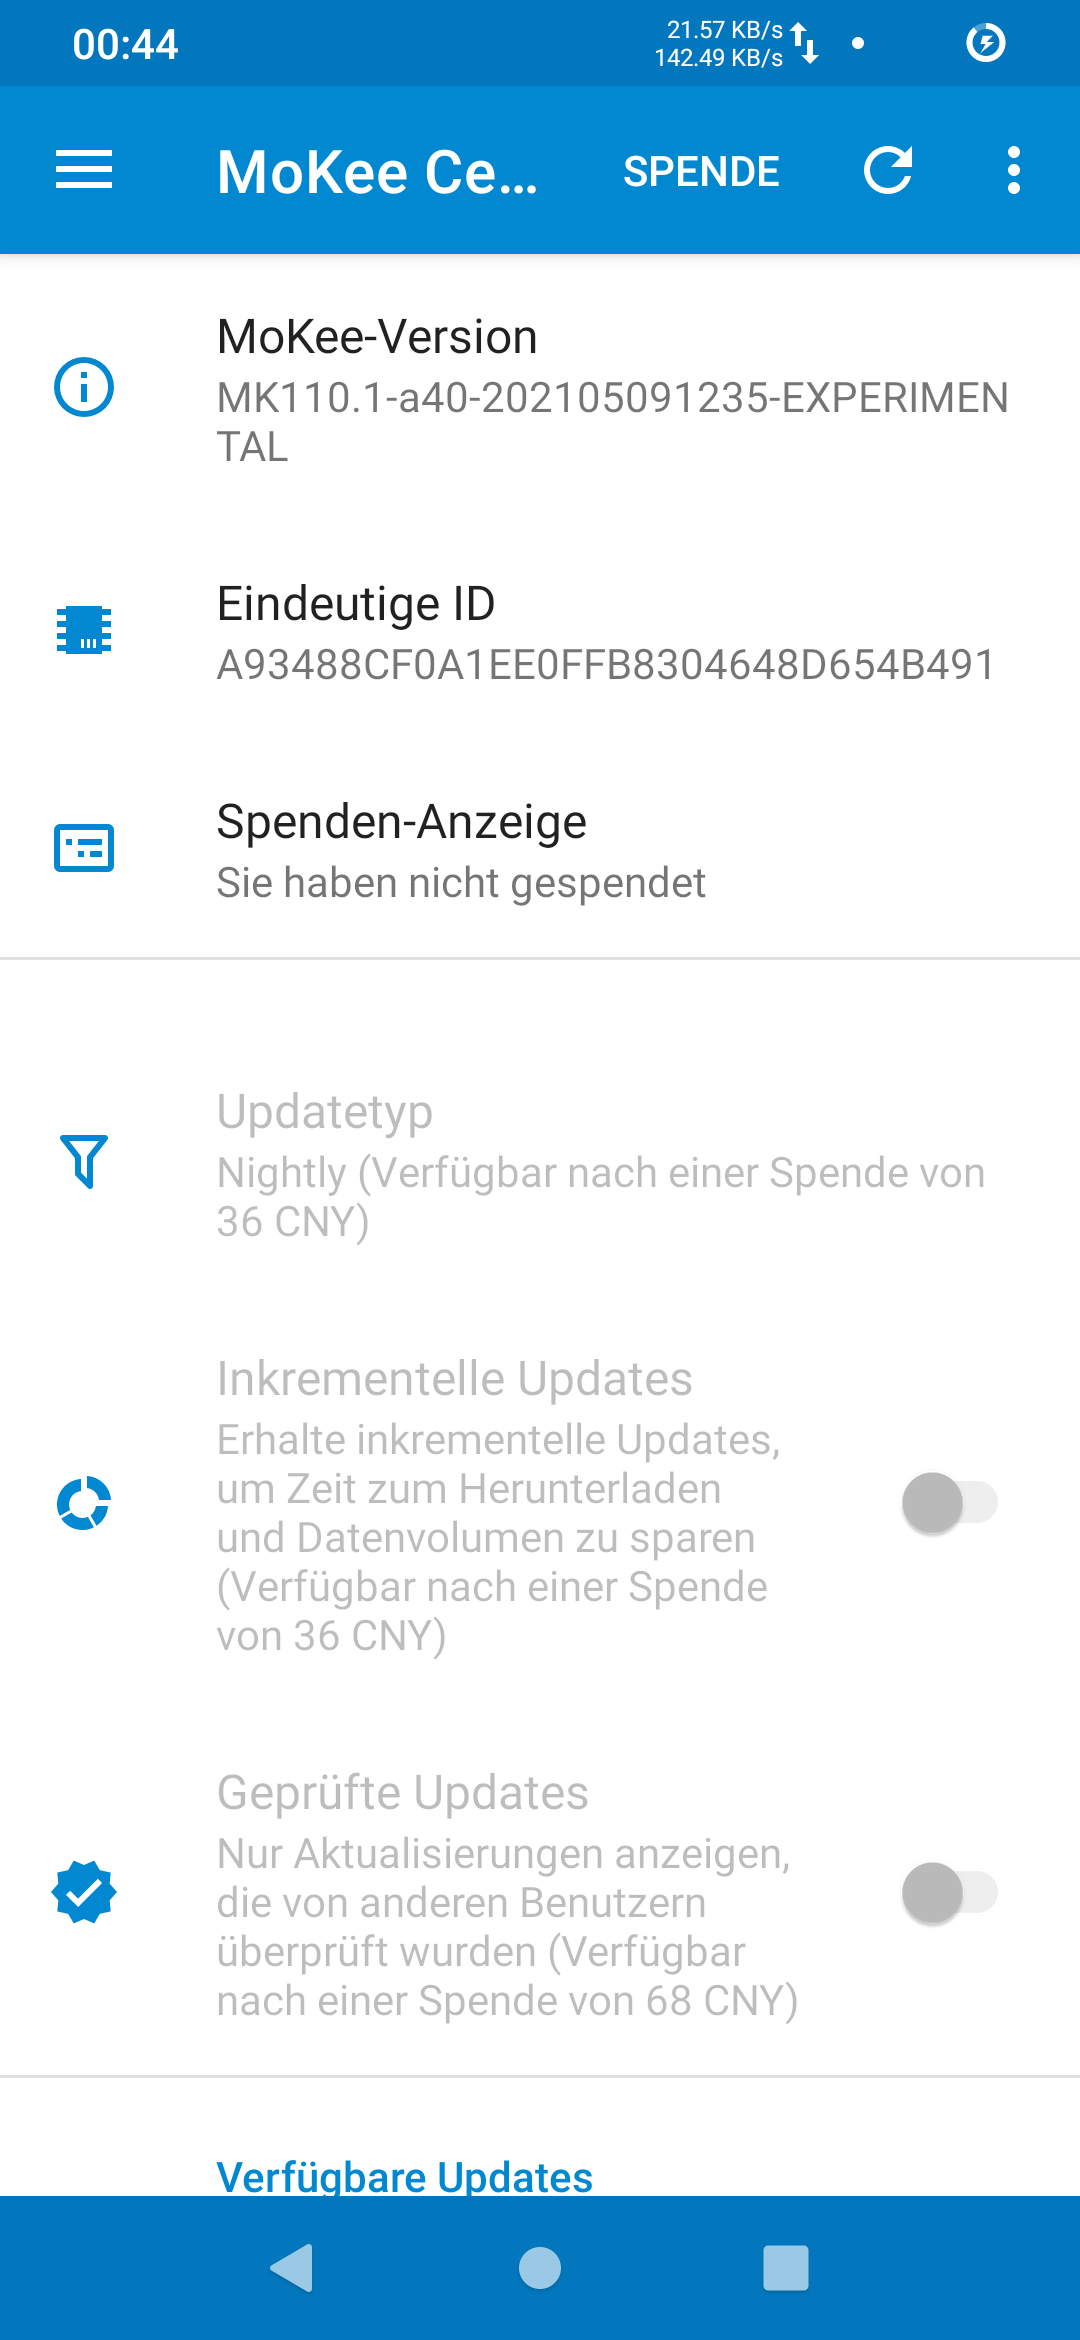 00:44
21.57 KB/s
142.49 KB/s
MoKee Ce...
SPENDE
MoKee-Version
MK110.1-a40-202105091235-EXPERIMEN
TAL
Eindeutige ID
A93488CF0A1EE0FFB8304648D654B491
Spenden-Anzeige
Sie haben nicht gespendet
Updatetyp
Nightly (Verfügbar nach einer Spende von
36 CNY)
Inkrementelle Updates
Erhalte inkrementelle Updates,
um Zeit zum Herunterladen
und Datenvolumen zu sparen
(Verfügbar nach einer Spende
von 36 CNY)
Geprüfte Updates
Nur Aktualisierungen anzeigen,
die von anderen Benutzern
überprüft wurden (Verfügbar
nach einer Spende von 68 CNY)
Verfügbare Updates